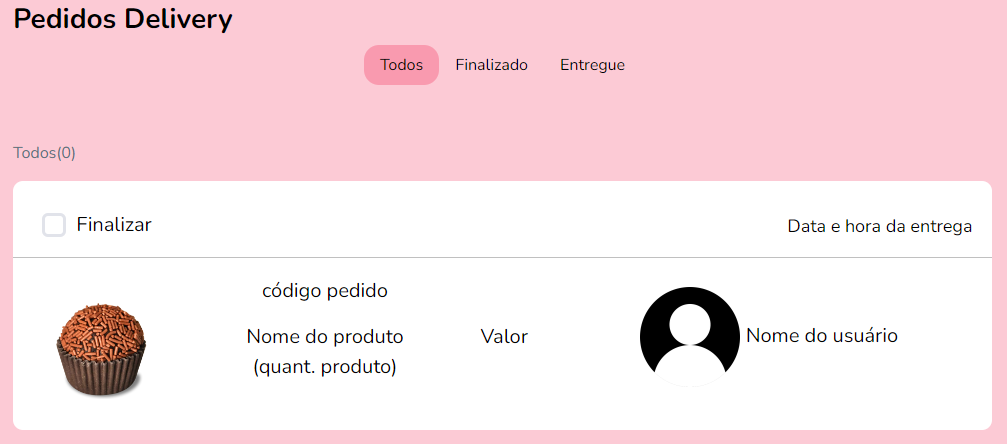 Pedidos Delivery
Todos Finalizado Entregue
Todos(0)
Finalizar Data e hora da entrega
código pedido
Nome do produto Valor Nome do usuário
(quant. produto)